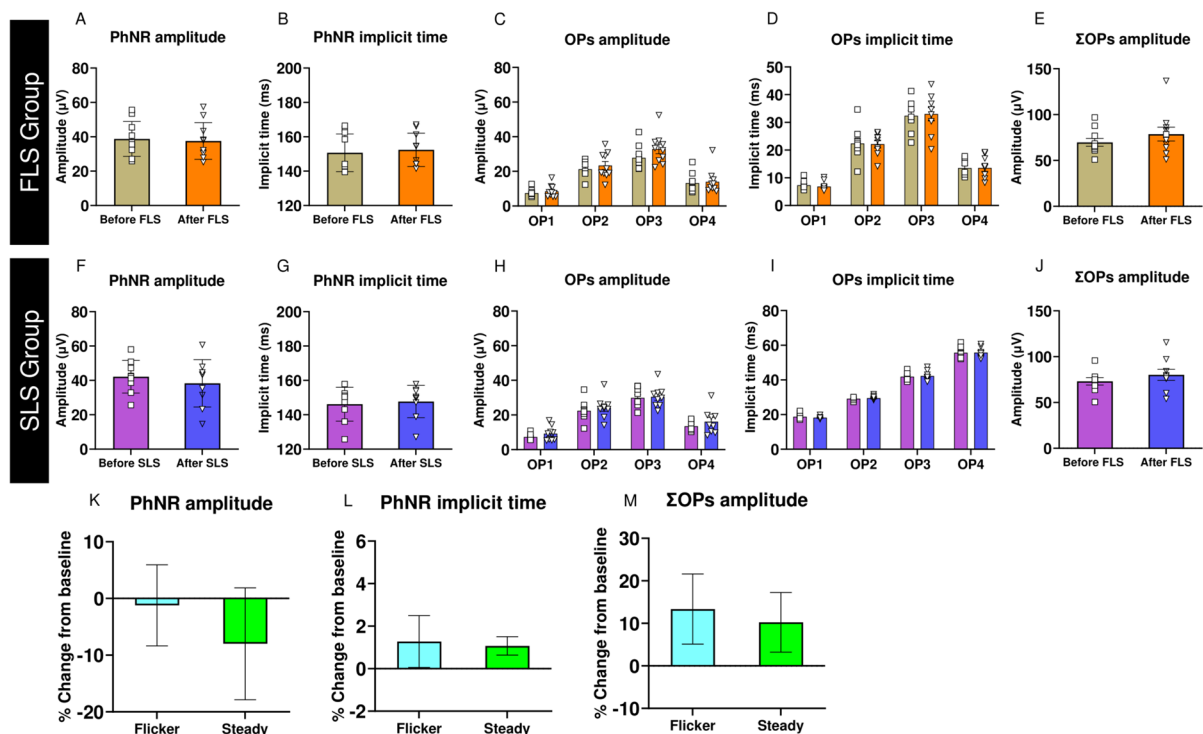 FLS Group
A
PhNR amplitude
Amplitude (µV)
80
60
40
20
0
Before FLS
After FLS
B
PhNR implicit time
Implicit time (ms)
200
180
160
140
120
Before FLS
After FLS
C
OPs amplitude
Amplitude (µV)
80
60
40
20
0
OP1
OP2
OP3
OP4
D
OPs implicit time
Implicit time (ms)
50
40
30
20
10
0
OP1
OP2
OP3
OP4
E
ΣOPs amplitude
Amplitude (µV)
150
100
50
0
Before FLS
After FLS
SLS Group
F
PhNR amplitude
Amplitude (µV)
80
60
40
20
0
Before SLS
After SLS
G
PhNR implicit time
Implicit time (ms)
200
180
160
140
120
Before SLS
After SLS
H
OPs amplitude
Amplitude (µV)
80
60
40
20
0
OP1
OP2
OP3
OP4
I
OPs implicit time
Implicit time (ms)
80
60
40
20
0
OP1
OP2
OP3
OP4
J
ΣOPs amplitude
Amplitude (µV)
150
100
50
0
Before FLS
After FLS
K
PhNR amplitude
% Change from baseline
10
0
-10
-20
Flicker
Steady
L
PhNR implicit time
% Change from baseline
6
4
2
0
-2
Flicker
Steady
M
ΣOPs amplitude
% Change from baseline
30
20
10
0
-10
Flicker
Steady